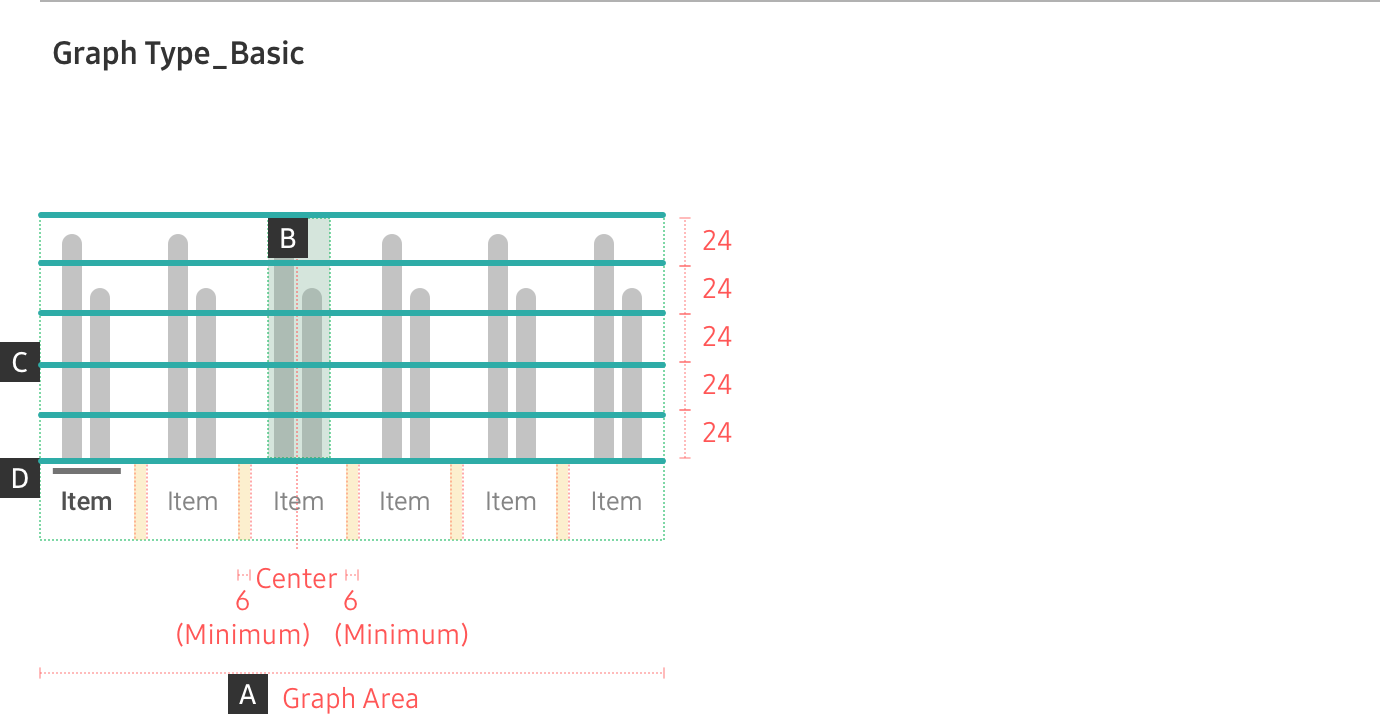 Graph Type_Basic
B
24
24
24
C
24
24
D
Item Item Item Item Item Item
Center
6 6
(Minimum) (Minimum)
A Graph Area